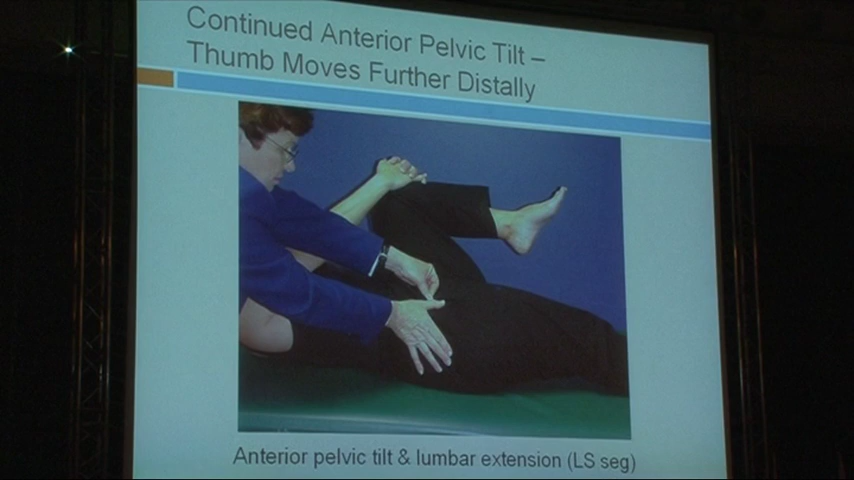 Continued Anterior Pelvic Tilt –
Thumb Moves Further Distally
Anterior pelvic tilt & lumbar extension (LS seg)